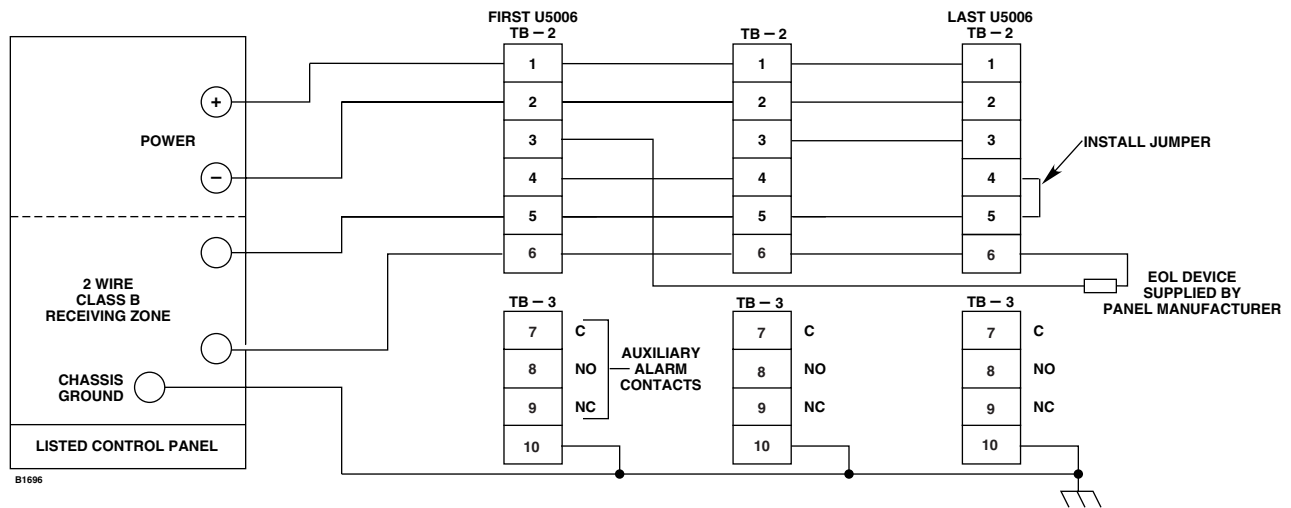 FIRST U5006
TB – 2
TB – 2
LAST U5006
TB – 2
+
POWER
–
2 WIRE
CLASS B
RECEIVING ZONE
CHASSIS
GROUND
LISTED CONTROL PANEL
B1696
1
2
3
4
5
6
1
2
3
4
5
6
1
2
3
4
5
6
INSTALL JUMPER
EOL DEVICE
SUPPLIED BY
PANEL MANUFACTURER
TB – 3
7 C
8 NO
9 NC
10
AUXILIARY
ALARM
CONTACTS
TB – 3
7 C
8 NO
9 NC
10
TB – 3
7 C
8 NO
9 NC
10